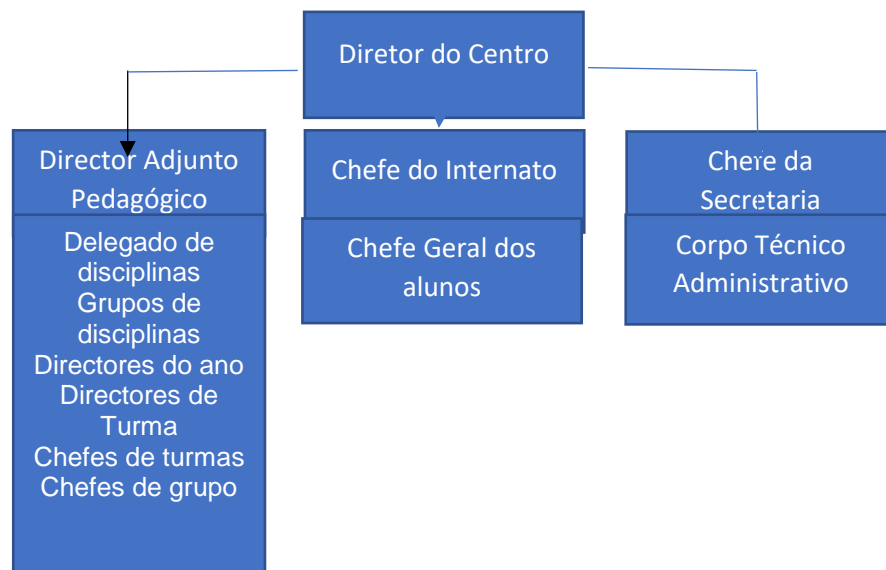 Diretor do Centro
Director Adjunto
Pedagógico
Delegado de
disciplinas
Grupos de
disciplinas
Directores do ano
Directores de
Turma
Chefes de turmas
Chefes de grupo
Chefe do Internato
Chefe Geral dos
alunos
Chefe da
Secretaria
Corpo Técnico
Administrativo